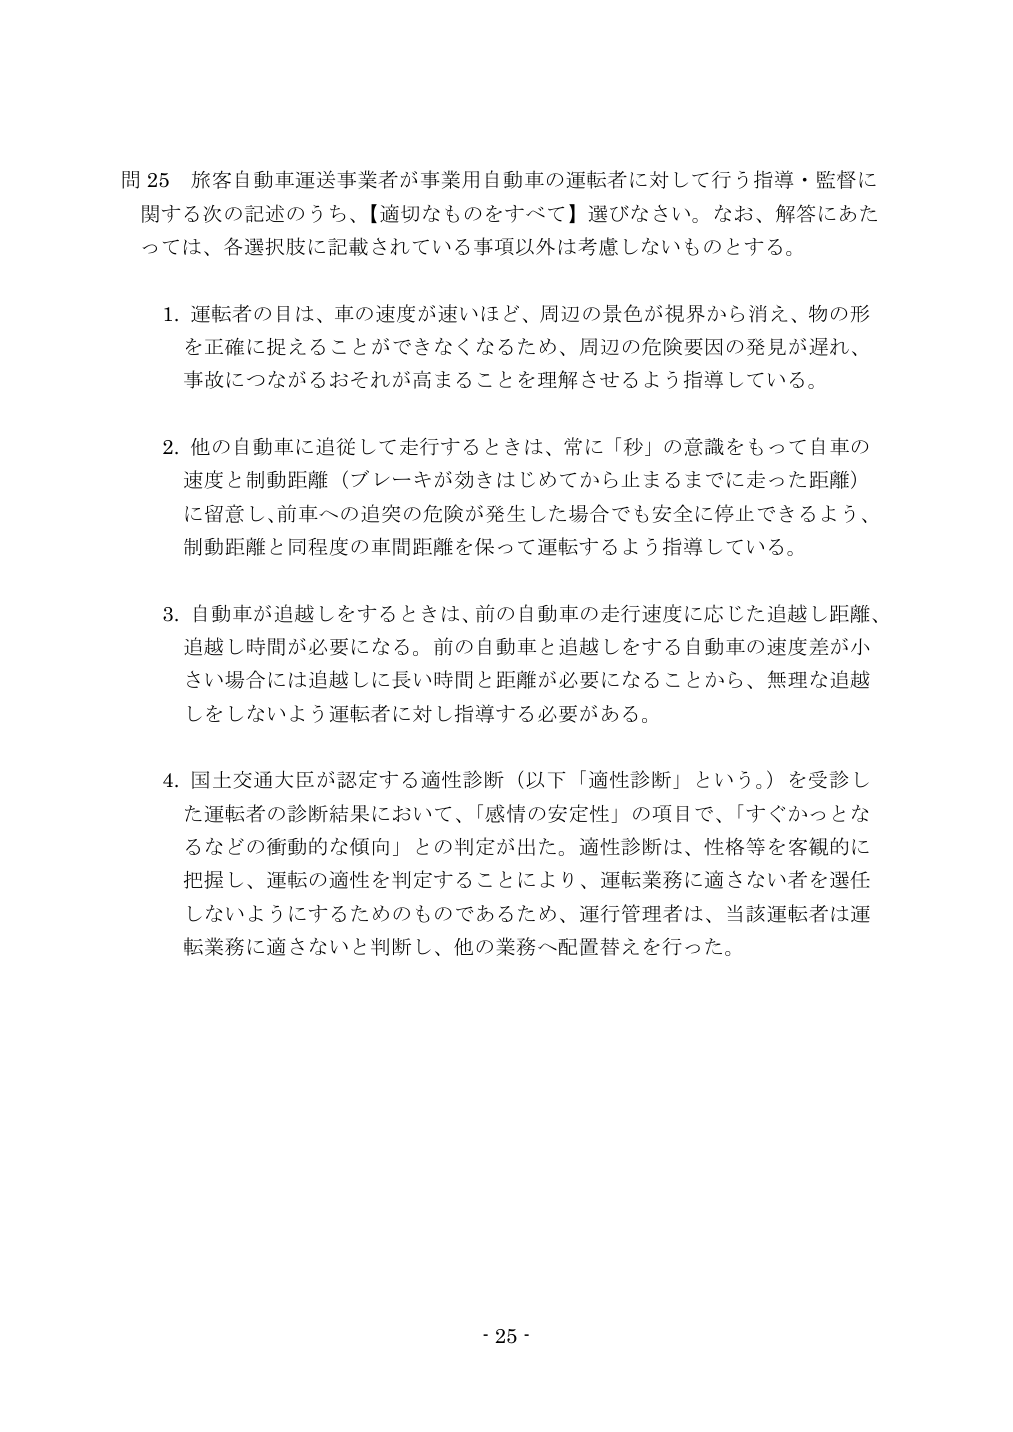 問 25　旅客自動車運送事業者が事業用自動車の運転者に対して行う指導・監督に
関する次の記述のうち、【適切なものをすべて】選びなさい。なお、解答にあた
っては、各選択肢に記載されている事項以外は考慮しないものとする。
1. 運転者の目は、車の速度が速いほど、周辺の景色が視界から消え、物の形
を正確に捉えることができなくなるため、周辺の危険要因の発見が遅れ、
事故につながるおそれが高まることを理解させるよう指導している。
2. 他の自動車に追従して走行するときは、常に「秒」の意識をもって自車の
速度と制動距離（ブレーキが効きはじめてから止まるまでに走った距離）
に留意し、前車への追突の危険が発生した場合でも安全に停止できるよう、
制動距離と同程度の車間距離を保って運転するよう指導している。
3. 自動車が追越しをするときは、前の自動車の走行速度に応じた追越し距離、
追越し時間が必要になる。前の自動車と追越しをする自動車の速度差が小
さい場合には追越しに長い時間と距離が必要になることから、無理な追越
しをしないよう運転者に対し指導する必要がある。
4. 国土交通大臣が認定する適性診断（以下「適性診断」という。）を受診し
た運転者の診断結果において、「感情の安定性」の項目で、「すぐかっとな
るなどの衝動的な傾向」との判定が出た。適性診断は、性格等を客観的に
把握し、運転の適性を判定することにより、運転業務に適さない者を選任
しないようにするためのものであるため、運行管理者は、当該運転者は運
転業務に適さないと判断し、他の業務へ配置替えを行った。
- 25 -